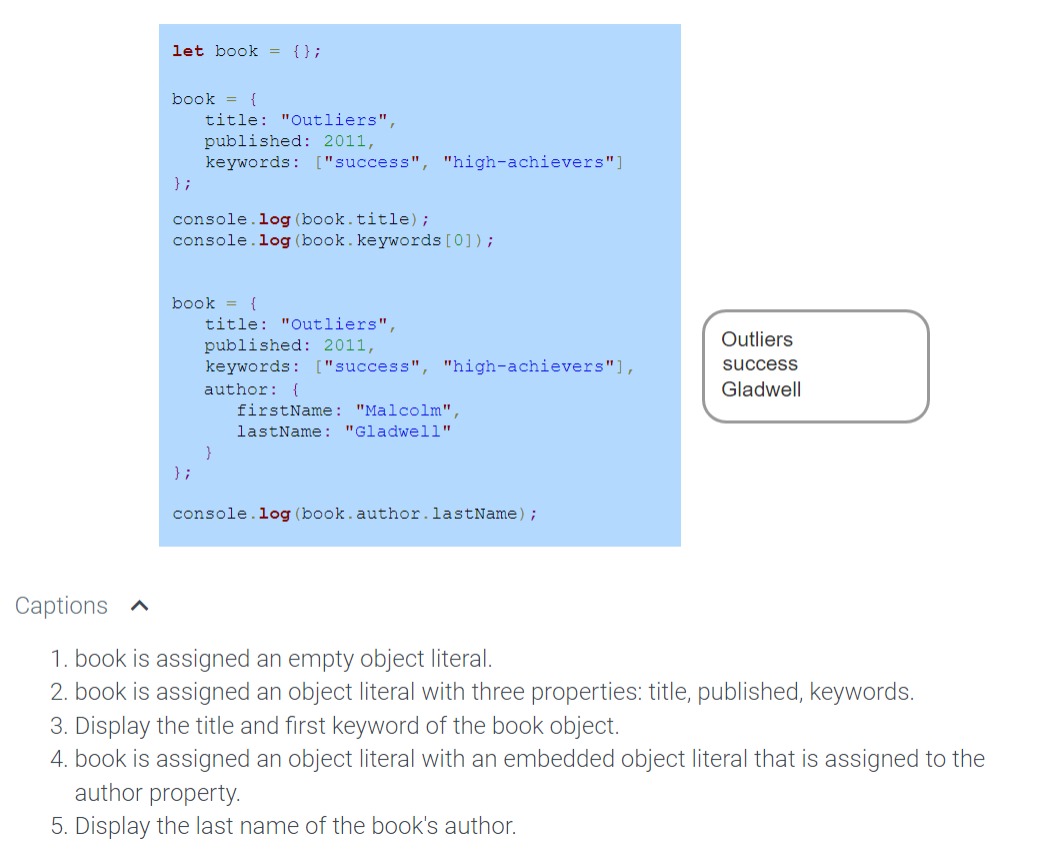 let book = {};
book = {
title: "Outliers",
published: 2011,
keywords: ["success", "high-achievers"]
};
console.log(book.title);
console.log(book.keywords[0]);
book = {
title: "Outliers",
published: 2011,
keywords: ["success", "high-achievers"],
author: {
firstName: "Malcolm",
lastName: "Gladwell"
}
};
console.log(book.author.lastName);
Outliers
success
Gladwell
Captions
1. book is assigned an empty object literal.
2. book is assigned an object literal with three properties: title, published, keywords.
3. Display the title and first keyword of the book object.
4. book is assigned an object literal with an embedded object literal that is assigned to the
author property.
5. Display the last name of the book's author.